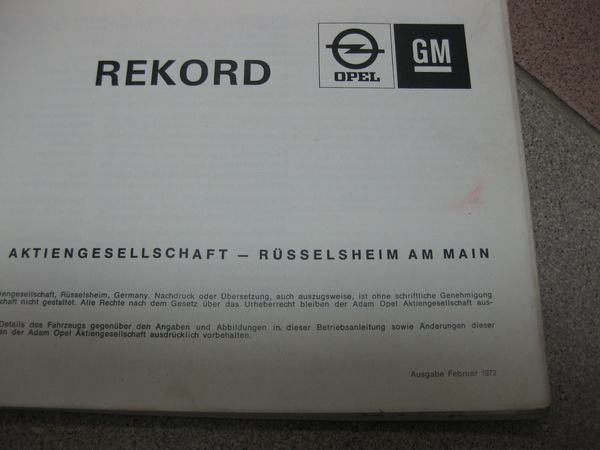 REKORD
OPEL
GM
AKTIENGESELLSCHAFT – RÜSSELSHEIM AM MAIN
iengesellschaft, Rüsselsheim, Germany. Nachdruck oder Übersetzung, auch auszugsweise, ist ohne schriftliche Genehmigung
chaft nicht gestattet. Alle Rechte nach dem Gesetz über das Urheberrecht bleiben der Adam Opel Aktiengesellschaft aus-
Details des Fahrzeugs gegenüber den Angaben und Abbildungen in dieser Betriebsanleitung sowie Änderungen dieser
en der Adam Opel Aktiengesellschaft ausdrücklich vorbehalten.
Ausgabe Februar 1972